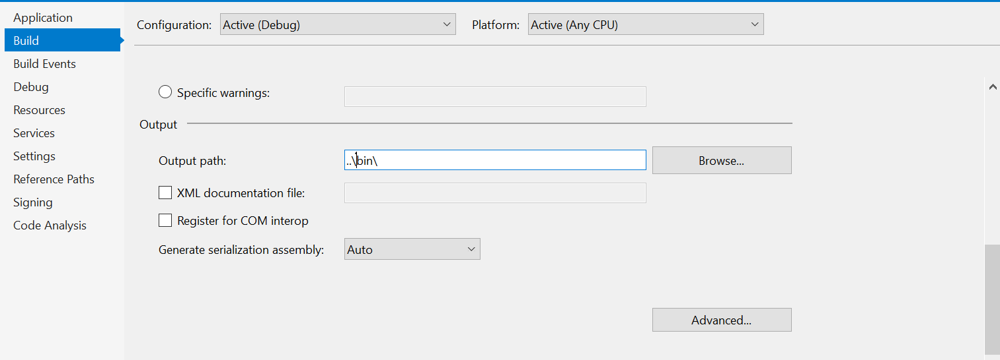 Application
Build
Build Events
Debug
Resources
Services
Settings
Reference Paths
Signing
Code Analysis
Configuration: Active (Debug) Platform: Active (Any CPU)
Specific warnings:
Output
Output path: ..\bin\ Browse...
XML documentation file:
Register for COM interop
Generate serialization assembly: Auto
Advanced...